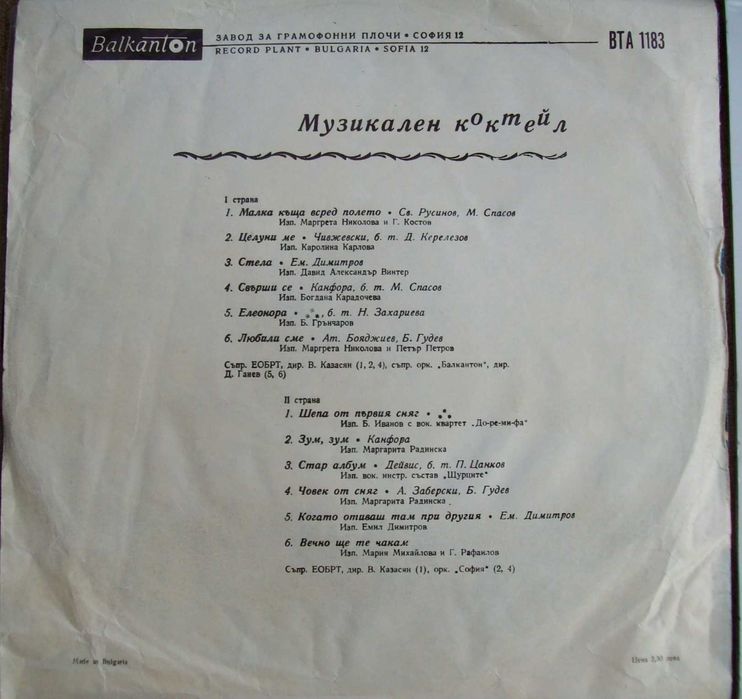 Balkanton
ЗАВОД ЗА ГРАМОФОННИ ПЛОЧИ • СОФИЯ 12
RECORD PLANT • BULGARIA • SOFIA 12
ВТА 1183
Музикален коктейл
I страна
1. Малка къща всред полето • Св. Русинов, М. Спасов
Изп. Маргрета Николова и Г. Костов
2. Целуни ме • Чивжевски, б. т. Д. Керелезов
Изп. Каролина Карлова
3. Стела • Ем. Димитров
Изп. Давид Александър Винтер
4. Свърши се • Канфора, б. т. М. Спасов
Изп. Богдана Карадочева
5. Елеонора • ⁂, б. т. Н. Захариева
Изп. Б. Грънчаров
6. Любили сме • Ат. Бояджиев, Б. Гудев
Изп. Маргрета Николова и Петър Петров
Съпр. ЕОБРТ, дир. В. Казасян (1, 2, 4), съпр. орк. „Балкантон“, дир.
Д. Ганев (5, 6)
II страна
1. Шепа от първия сняг • ⁂
Изп. Б. Иванов с вок. квартет „До-ре-ми-фа“
2. Зум, зум • Канфора
Изп. Маргарита Радинска
3. Стар албум • Дейвис, б. т. П. Цанков
Изп. вок. инстр. състав „Щурците“
4. Човек от сняг • А. Заберски, Б. Гудев
Изп. Маргарита Радинска
5. Когато отиваш там при другия • Ем. Димитров
Изп. Емил Димитров
6. Вечно ще те чакам
Изп. Мария Михайлова и Г. Рафаилов
Съпр. ЕОБРТ, дир. В. Казасян (1), орк. „София“ (2, 4)
Made in Bulgaria
Цена 2,30 лева